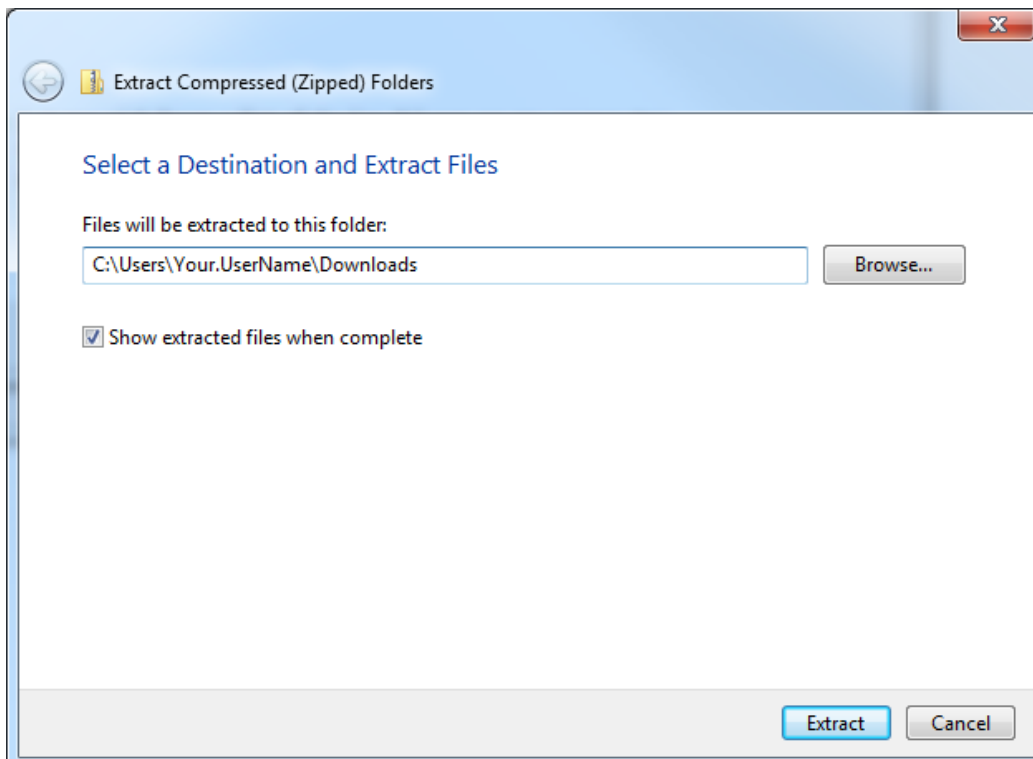 Extract Compressed (Zipped) Folders
Select a Destination and Extract Files
Files will be extracted to this folder:
C:\Users\Your.UserName\Downloads
Browse...
Show extracted files when complete
Extract
Cancel